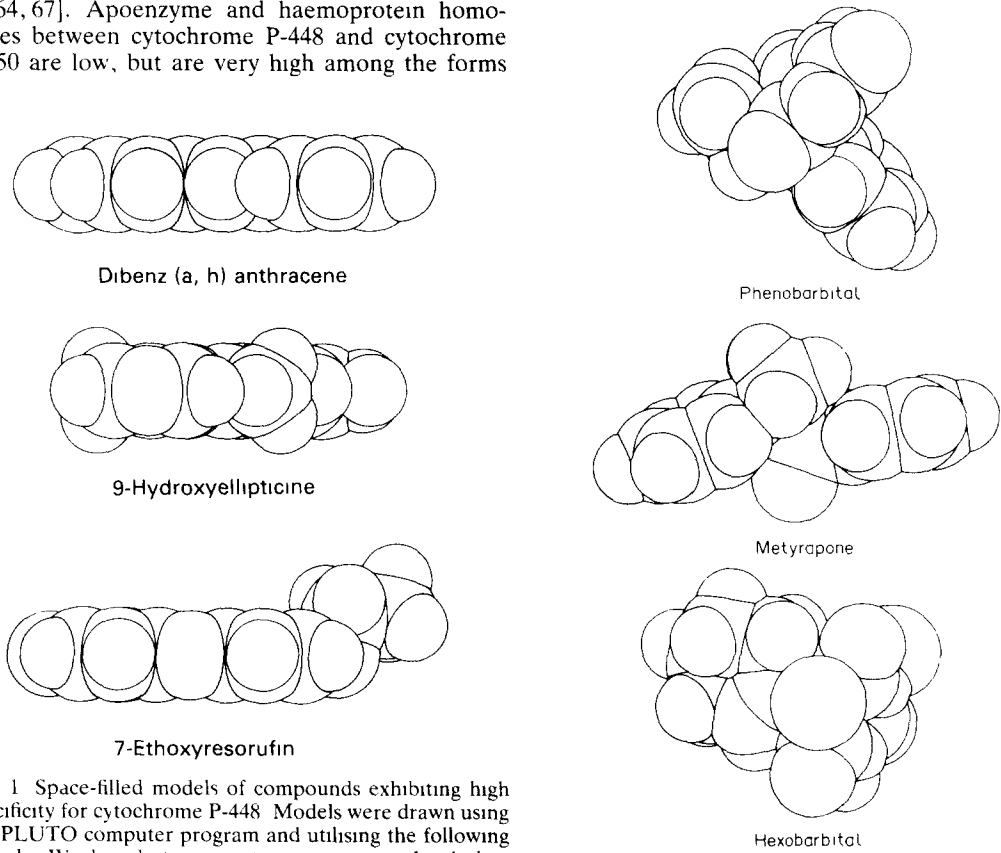 54, 67]. Apoenzyme and haemoprotein homo-
es between cytochrome P-448 and cytochrome
50 are low, but are very high among the forms
Dibenz (a, h) anthracene
9-Hydroxyellipticine
7-Ethoxyresorufin
1 Space-filled models of compounds exhibiting high
cificity for cytochrome P-448 Models were drawn using
PLUTO computer program and utilising the following
Phenobarbital
Metyrapone
Hexobarbital